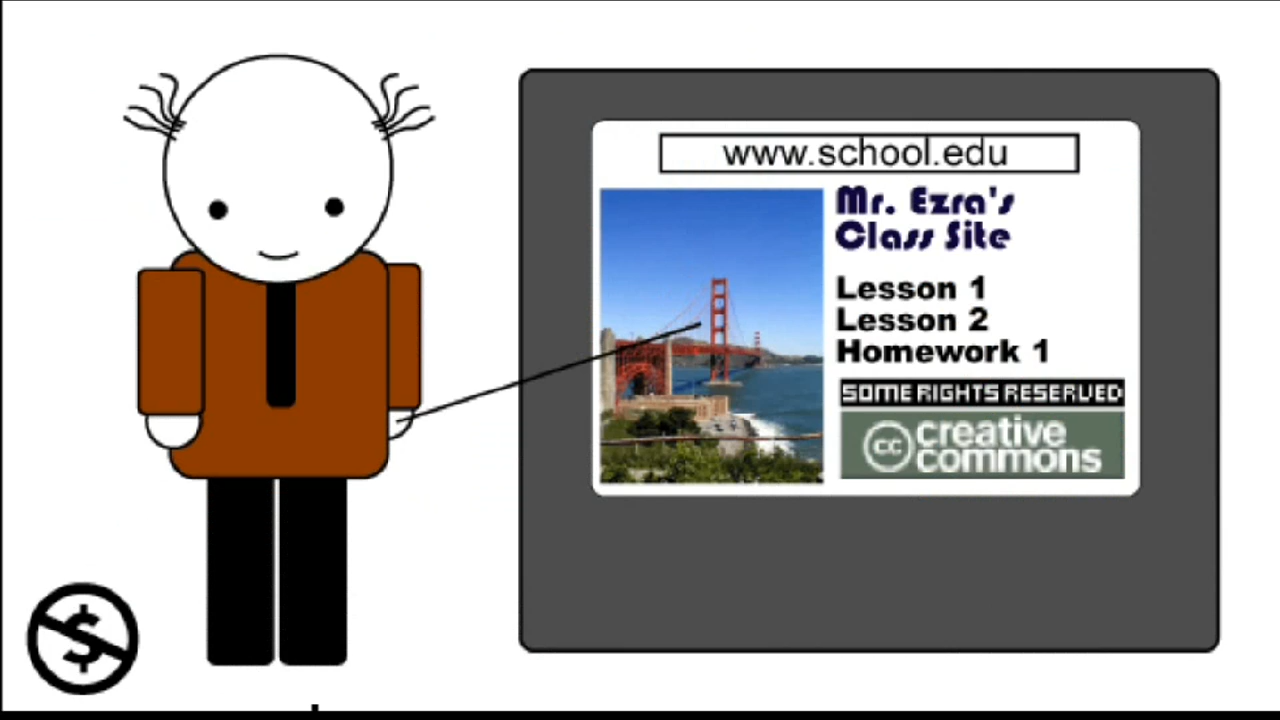 www.school.edu
Mr. Ezra's
Class Site
Lesson 1
Lesson 2
Homework 1
SOME RIGHTS RESERVED
cc creative
commons
$